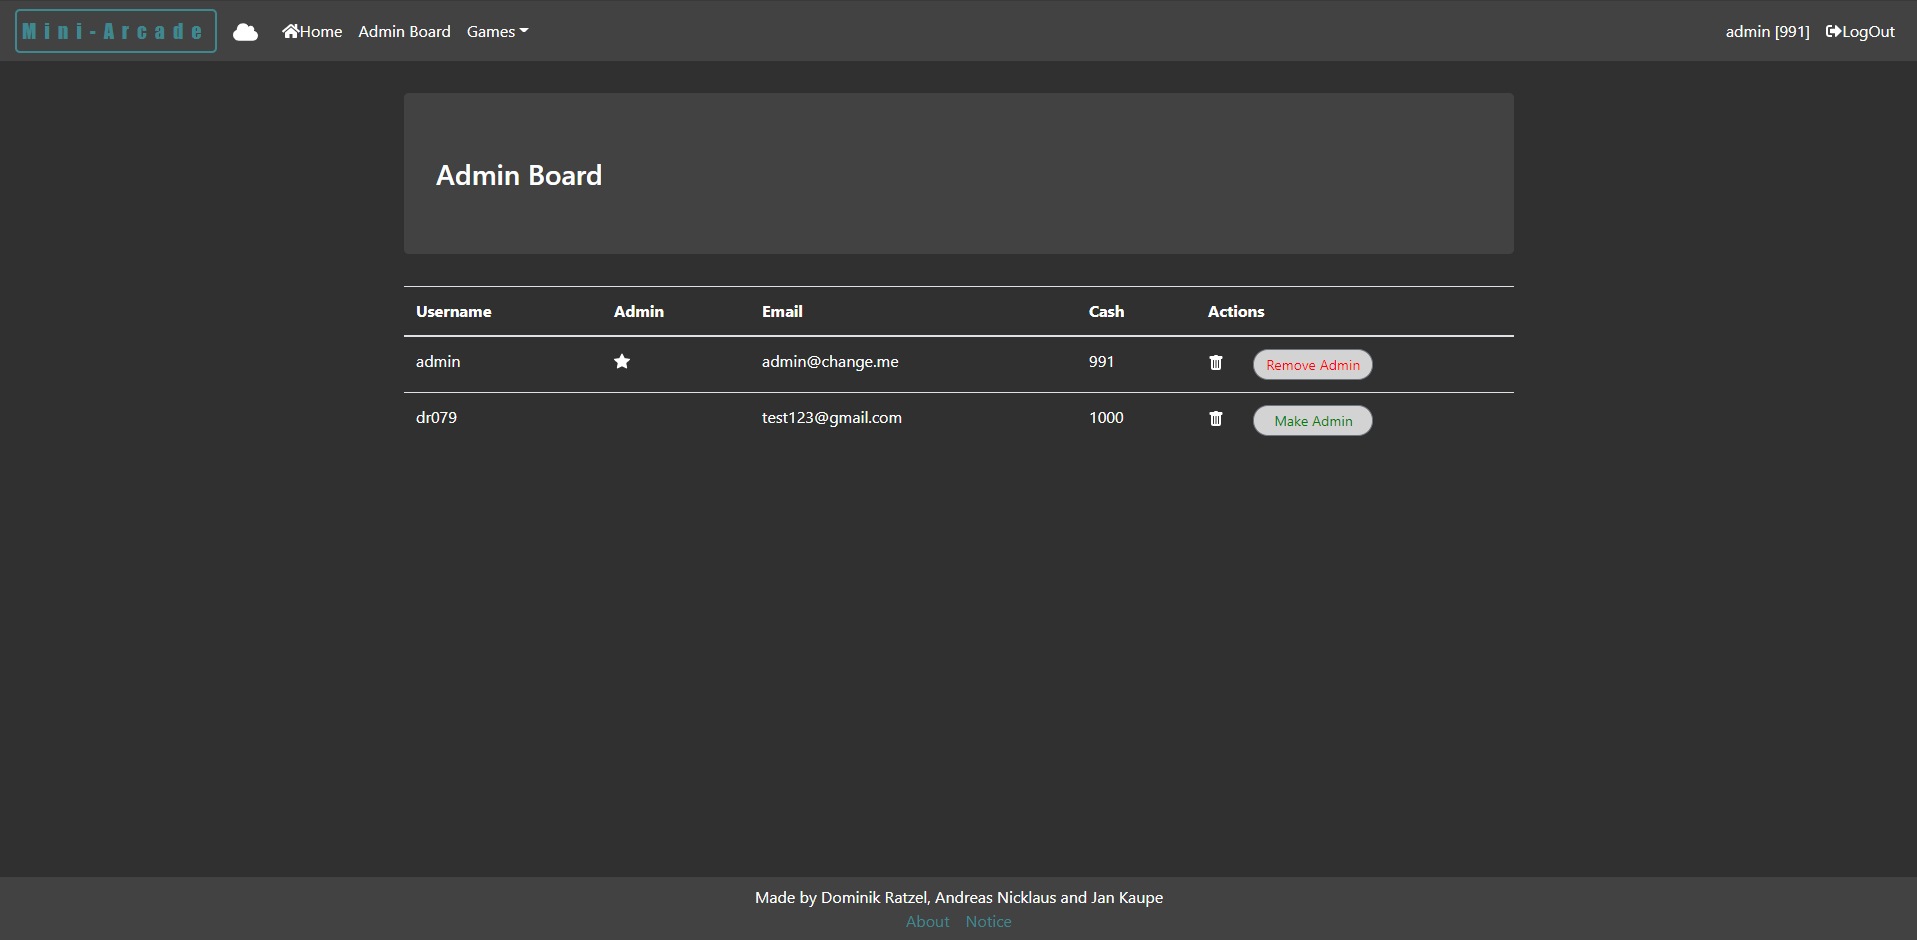 Mini-Arcade Home Admin Board Games admin [991] LogOut
Admin Board
Username Admin Email Cash Actions
admin admin@change.me 991 Remove Admin
dr079 test123@gmail.com 1000 Make Admin
Made by Dominik Ratzel, Andreas Nicklaus and Jan Kaupe
About Notice